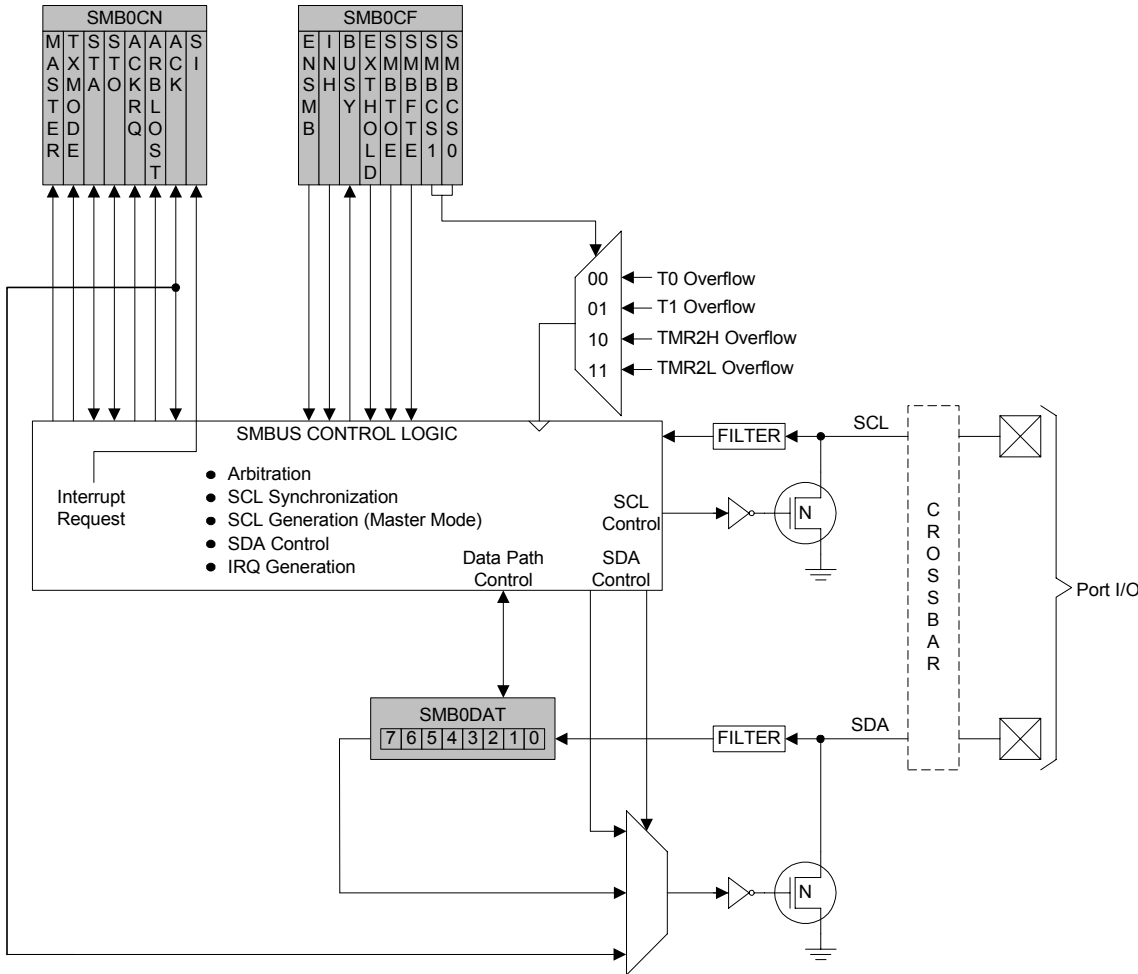 SMB0CN
MASTER
TXMODE
STA
STO
ACKRQ
ARBLOST
ACK
SI
SMB0CF
ENSMB
INH
BUSY
EXTHOLD
SMBTOE
SMBFTE
SMBCS1
SMBCS0
00 T0 Overflow
01 T1 Overflow
10 TMR2H Overflow
11 TMR2L Overflow
SMBUS CONTROL LOGIC
Interrupt
Request
● Arbitration
● SCL Synchronization
● SCL Generation (Master Mode)
● SDA Control
● IRQ Generation
SCL
Control
Data Path
Control
SDA
Control
FILTER
SCL
N
CROSSBAR
Port I/O
SMB0DAT
7 6 5 4 3 2 1 0
FILTER
SDA
N